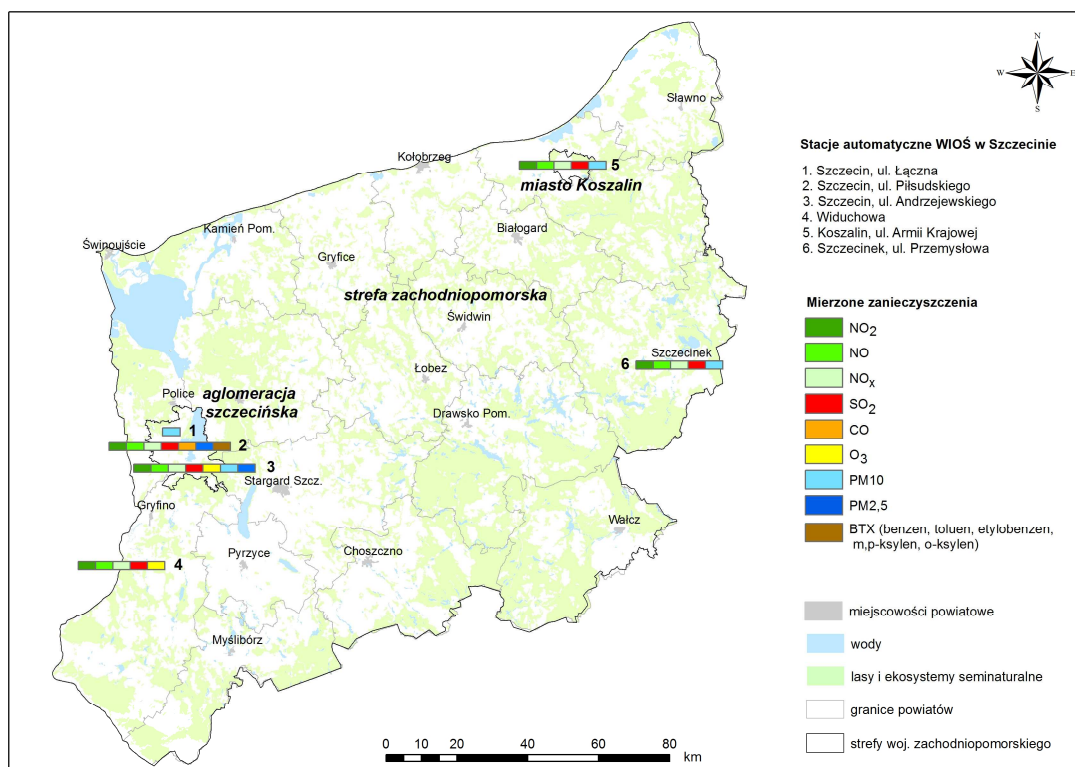 N
W E
S
Sławno
Stacje automatyczne WIOŚ w Szczecinie
1. Szczecin, ul. Łączna
2. Szczecin, ul. Piłsudskiego
3. Szczecin, ul. Andrzejewskiego
4. Widuchowa
5. Koszalin, ul. Armii Krajowej
6. Szczecinek, ul. Przemysłowa
Kołobrzeg
5
miasto Koszalin
Kamień Pom.
Białogard
Świnoujście
Gryfice
strefa zachodniopomorska
Świdwin
Mierzone zanieczyszczenia
NO2
NO
NOx
SO2
CO
O3
PM10
PM2,5
BTX (benzen, toluen, etylobenzen,
m,p-ksylen, o-ksylen)
Szczecinek
6
Łobez
Police
aglomeracja
szczecińska
Drawsko Pom.
1
2
3
Stargard Szcz.
Gryfino
Wałcz
Pyrzyce
Choszczno
4
Myślibórz
miejscowości powiatowe
wody
lasy i ekosystemy seminaturalne
granice powiatów
strefy woj. zachodniopomorskiego
0 10 20 40 60 80
km